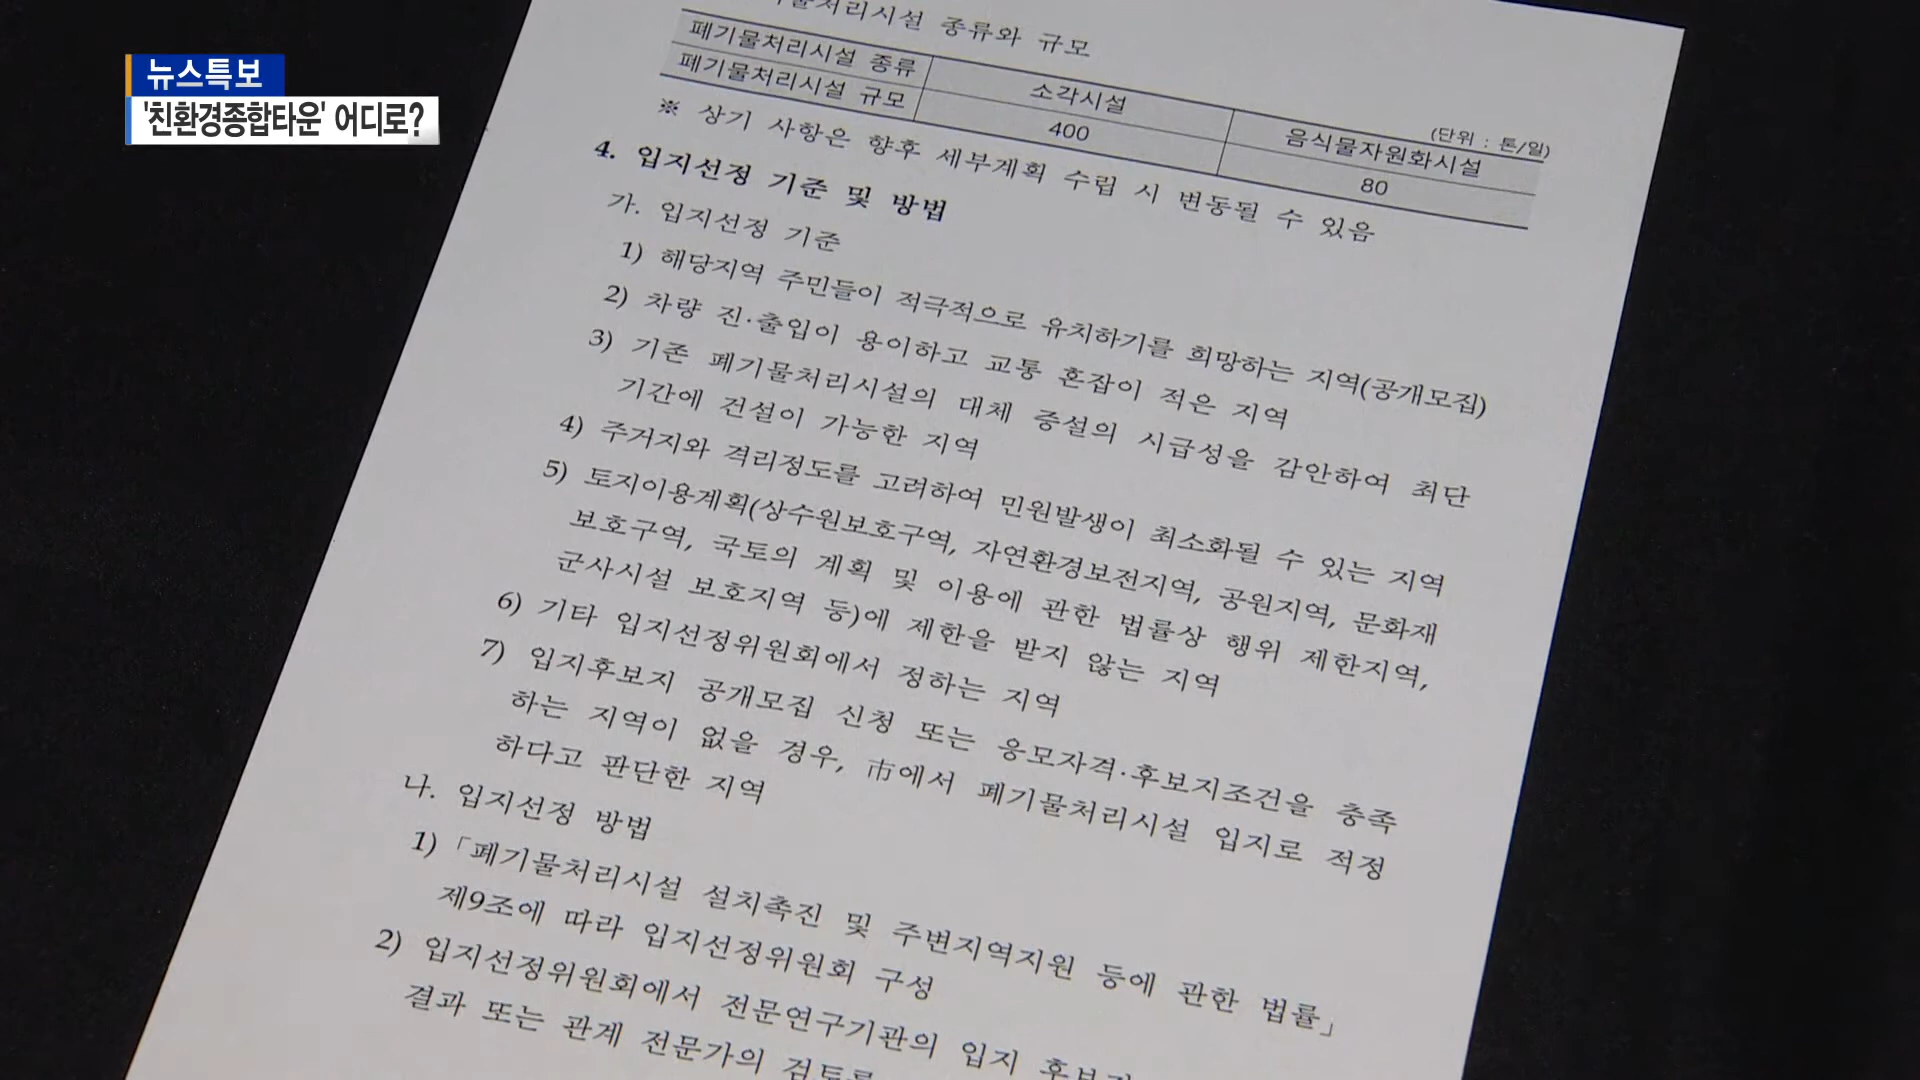 뉴스특보
'친환경종합타운' 어디로?
물처리시설 종류와 규모
(단위 : 톤/일)
폐기물처리시설 종류 소각시설 음식물자원화시설
폐기물처리시설 규모 400 80
※ 상기 사항은 향후 세부계획 수립 시 변동될 수 있음
4. 입지선정 기준 및 방법
가. 입지선정 기준
1) 해당지역 주민들이 적극적으로 유치하기를 희망하는 지역(공개모집)
2) 차량 진·출입이 용이하고 교통 혼잡이 적은 지역
3) 기존 폐기물처리시설의 대체 증설의 시급성을 감안하여 최단
기간에 건설이 가능한 지역
4) 주거지와 격리정도를 고려하여 민원발생이 최소화될 수 있는 지역
5) 토지이용계획(상수원보호구역, 자연환경보전지역, 공원지역, 문화재
보호구역, 국토의 계획 및 이용에 관한 법률상 행위 제한지역,
군사시설 보호지역 등)에 제한을 받지 않는 지역
6) 기타 입지선정위원회에서 정하는 지역
7) 입지후보지 공개모집 신청 또는 응모자격·후보지조건을 충족
하는 지역이 없을 경우, 市에서 폐기물처리시설 입지로 적정
하다고 판단한 지역
나. 입지선정 방법
1) 「폐기물처리시설 설치촉진 및 주변지역지원 등에 관한 법률」
제9조에 따라 입지선정위원회 구성
2) 입지선정위원회에서 전문연구기관의 입지 후보지
결과 또는 관계 전문가의 검토를